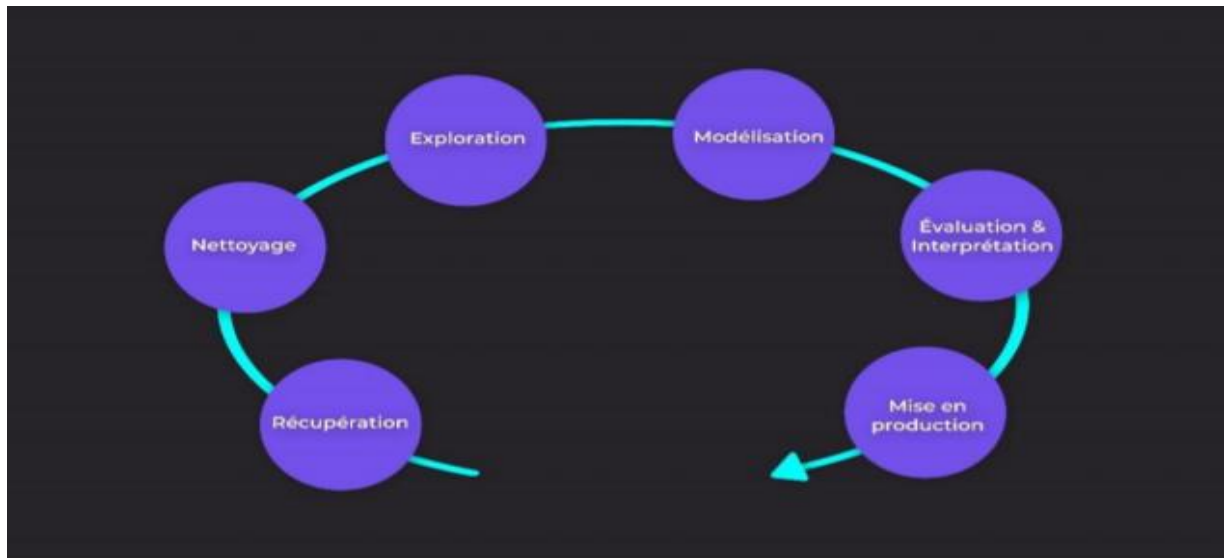 Exploration
Modélisation
Nettoyage
Évaluation &
Interprétation
Récupération
Mise en
production